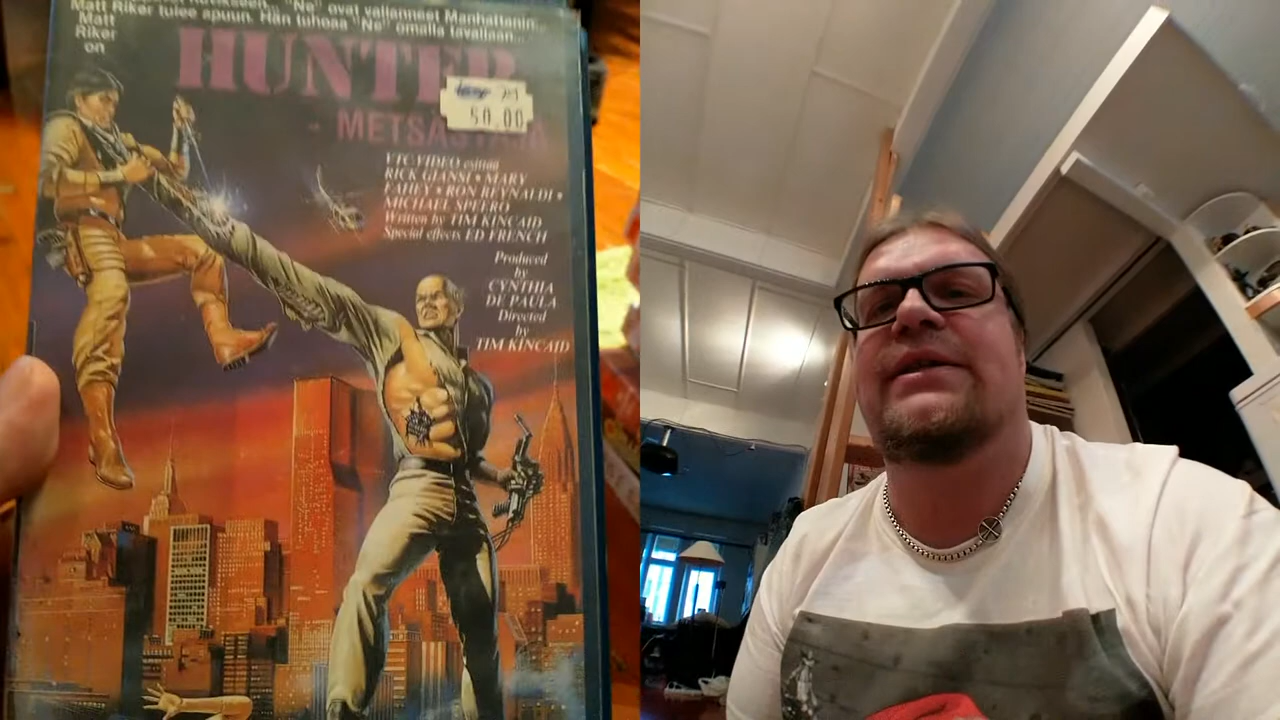 "Ne" ovat vallanneet Manhattanin...
Matt Riker tulee apuun. Hän tuhoaa "Ne" omalla tavallaan...
Matt
Riker
on
HUNTER
50.00
- METSÄSTÄJÄ
VTC-VIDEO esittää
RICK GIANSI • MARY
FAHEY • RON REYNALDI •
MICHAEL SPEERO
Written by TIM KINCAID
Special effects ED FRENCH
Produced
by
CYNTHIA
DE PAULA
Directed
by
TIM KINCAID